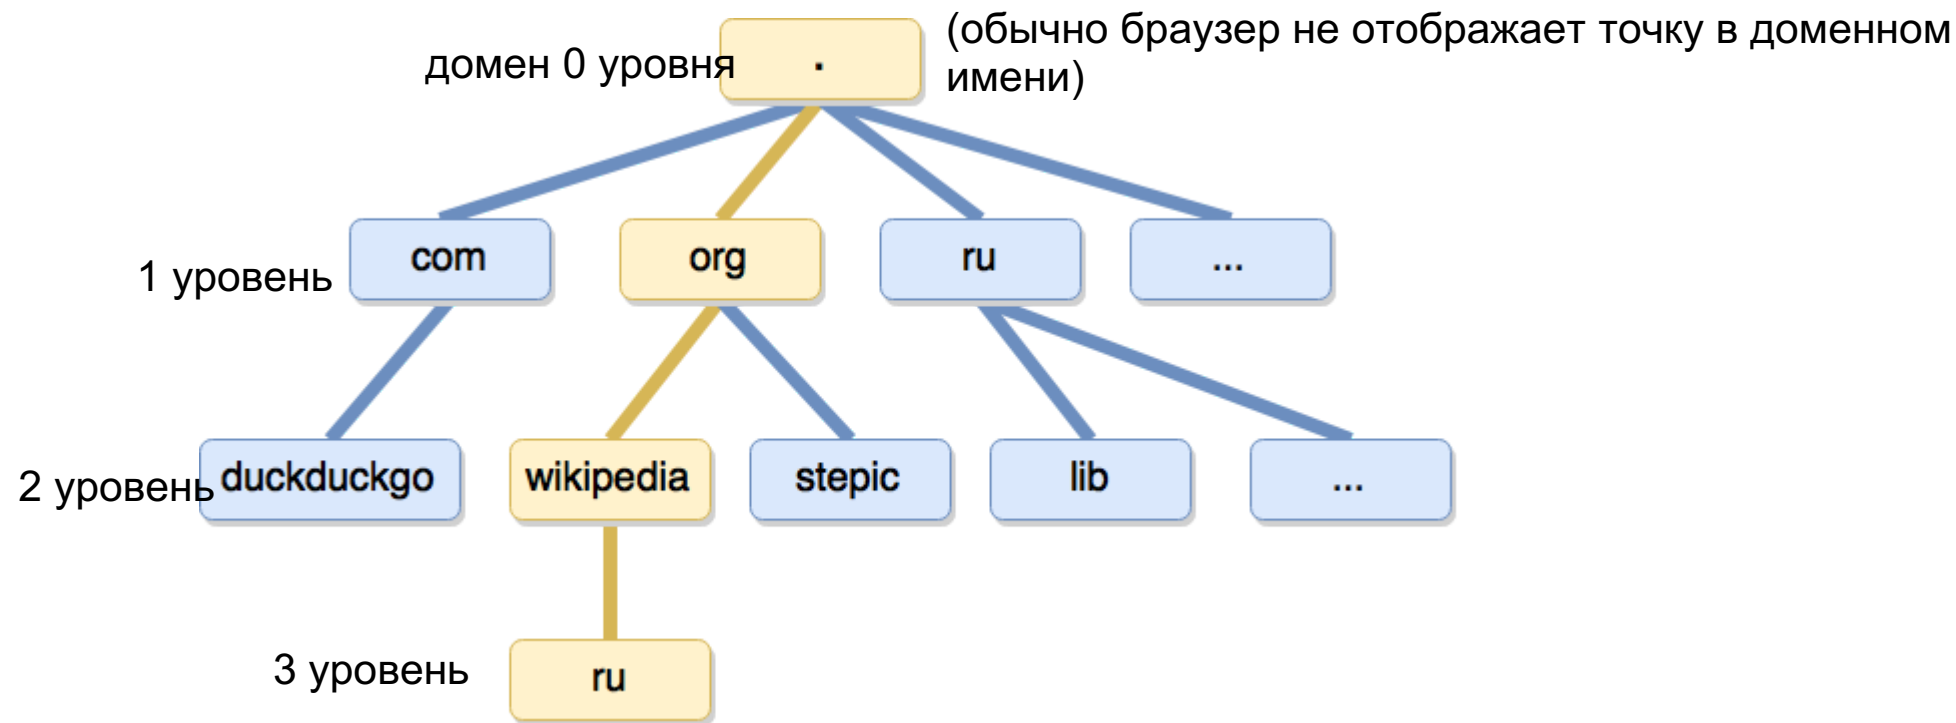 (обычно браузер не отображает точку в доменном
домен 0 уровня .
имени)
com org ru ...
1 уровень
duckduckgo wikipedia stepic lib ...
2 уровень
3 уровень ru